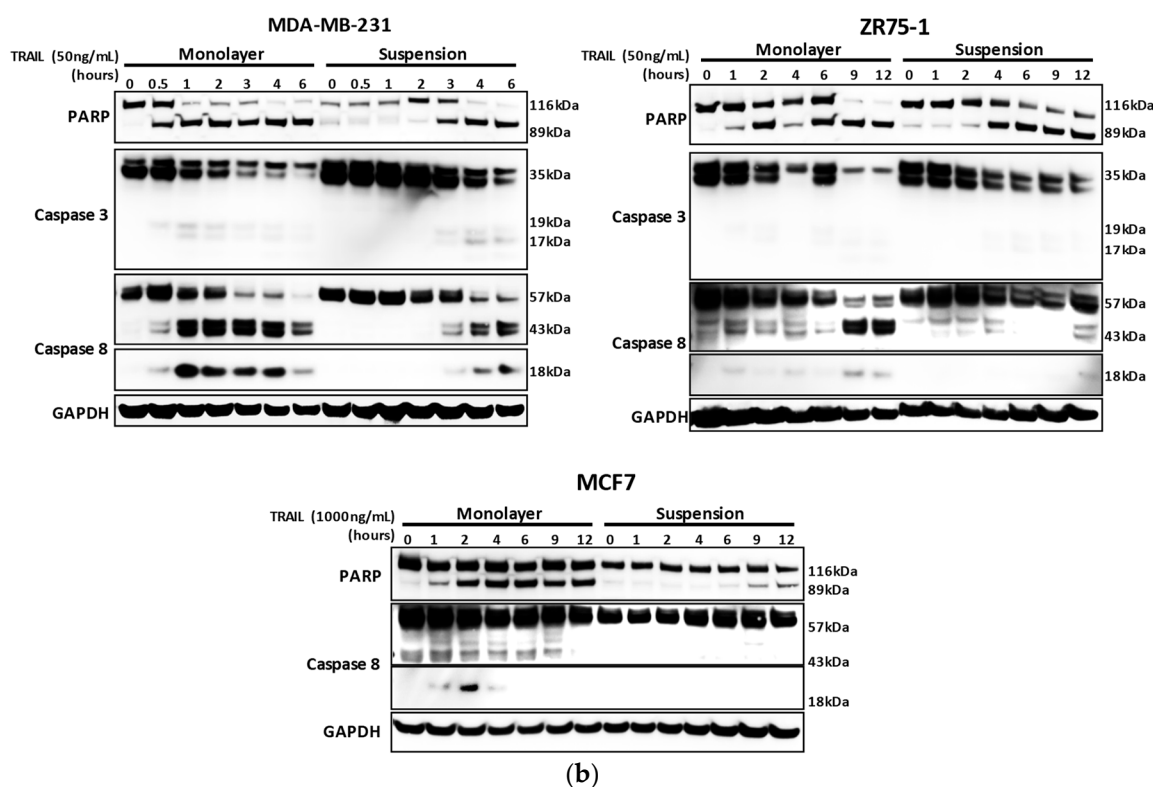 MDA-MB-231
TRAIL (50ng/mL) Monolayer Suspension
(hours) 0 0.5 1 2 3 4 6 0 0.5 1 2 3 4 6
PARP 116kDa
89kDa
Caspase 3 35kDa
19kDa
17kDa
Caspase 8 57kDa
43kDa
18kDa
GAPDH
ZR75-1
TRAIL (50ng/mL) Monolayer Suspension
(hours) 0 1 2 4 6 9 12 0 1 2 4 6 9 12
PARP 116kDa
89kDa
Caspase 3 35kDa
19kDa
17kDa
Caspase 8 57kDa
43kDa
18kDa
GAPDH
MCF7
TRAIL (1000ng/mL) Monolayer Suspension
(hours) 0 1 2 4 6 9 12 0 1 2 4 6 9 12
PARP 116kDa
89kDa
Caspase 8 57kDa
43kDa
18kDa
GAPDH
(b)